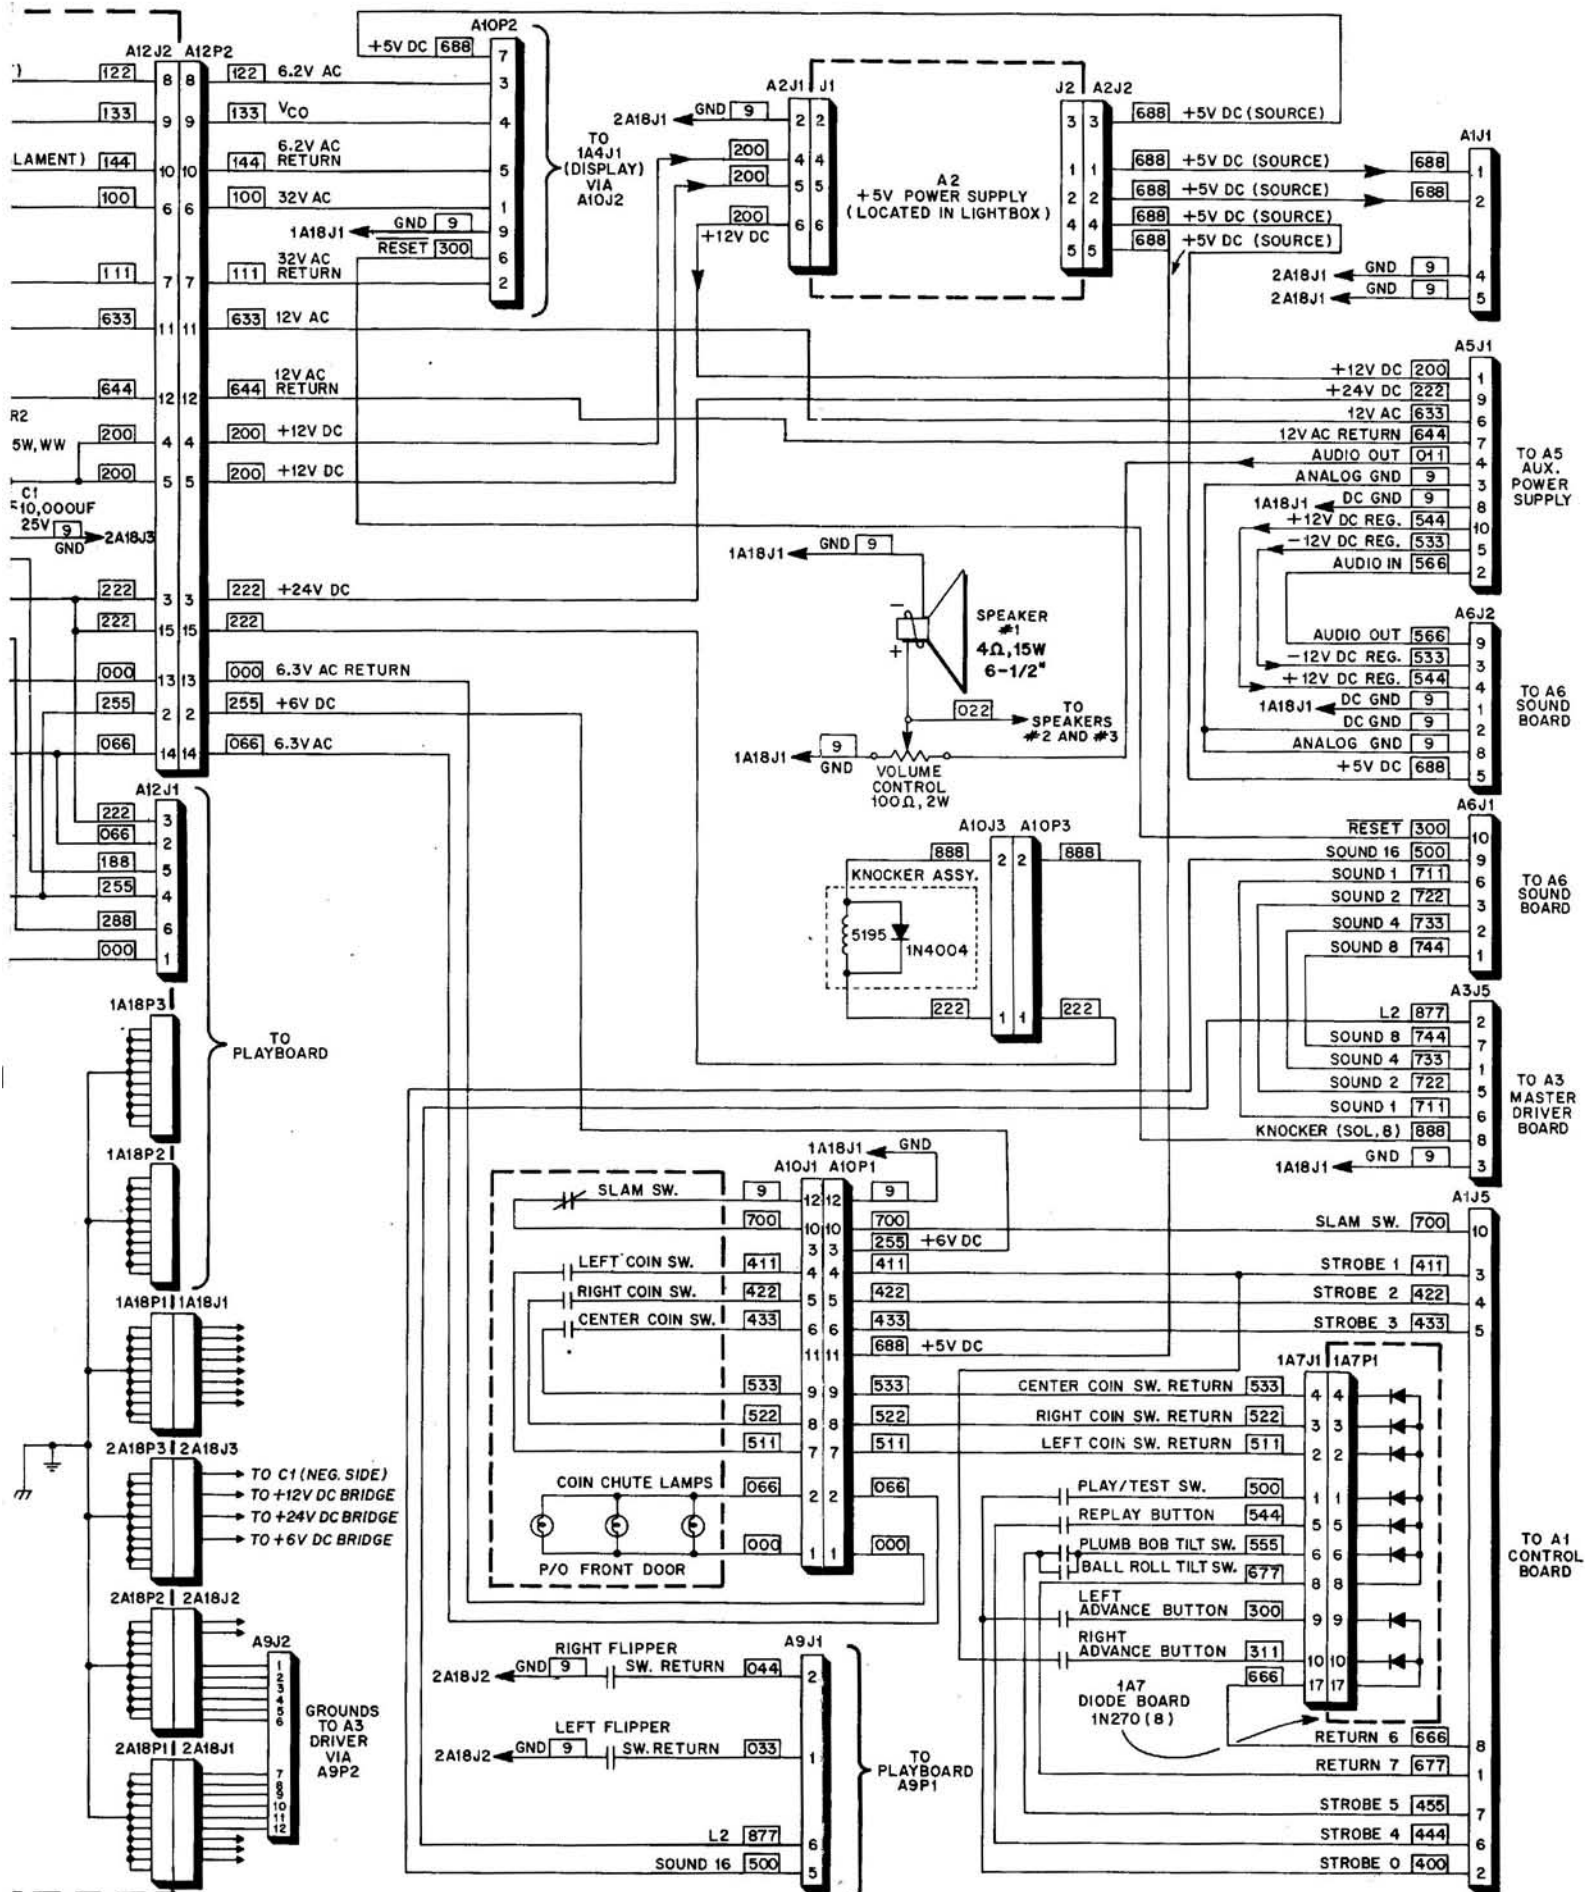 A12J2 A12P2
)
122 8 8 122 6.2V AC
133 9 9 133 VCO
LAMENT) 144 10 10 144 6.2V AC RETURN
100 6 6 100 32V AC
111 7 7 111 32V AC RETURN
633 11 11 633 12V AC
644 12 12 644 12V AC RETURN
R2
5W, WW
200 4 4 200 +12V DC
200 5 5 200 +12V DC
C1
10,000UF
25V
9
GND
2A18J3
222 3 3 222 +24V DC
222 15 15 222
000 13 13 000 6.3V AC RETURN
255 2 2 255 +6V DC
066 14 14 066 6.3V AC
A12J1
222 3
066 2
188 5
255 4
288 6
000 1
1A18P3
1A18P2
TO
PLAYBOARD
1A18P1 1A18J1
2A18P3 2A18J3
TO C1 (NEG. SIDE)
TO +12V DC BRIDGE
TO +24V DC BRIDGE
TO +6V DC BRIDGE
2A18P2 2A18J2
2A18P1 2A18J1
A9J2
1
2
3
4
5
6
7
8
9
10
11
12
GROUNDS
TO A3
DRIVER
VIA
A9P2
A10P2
+5V DC 688 7
3
4
5
1
1A18J1 GND 9 9
RESET 300 6
2
TO
1A4J1
(DISPLAY)
VIA
A10J2
A2J1 J1
2A18J1 GND 9 2 2
200 4 4
200 5 5
200 6 6
+12V DC
A2
+5V POWER SUPPLY
(LOCATED IN LIGHTBOX)
J2 A2J2
3 3 688 +5V DC (SOURCE)
1 1 688 +5V DC (SOURCE) 688
2 2 688 +5V DC (SOURCE) 688
4 4 688 +5V DC (SOURCE)
5 5 688 +5V DC (SOURCE)
A1J1
1
2
2A18J1 GND 9 4
2A18J1 GND 9 5
A5J1
+12V DC 200 1
+24V DC 222 9
12V AC 633 6
12V AC RETURN 644 7
AUDIO OUT 011 4
ANALOG GND 9 3
1A18J1 DC GND 9 8
+12V DC REG. 544 10
-12V DC REG. 533 5
AUDIO IN 566 2
TO A5
AUX.
POWER
SUPPLY
1A18J1 GND 9
-
+
SPEAKER
#1
4Ω, 15W
6-1/2"
022
TO
SPEAKERS
#2 AND #3
1A18J1 9
GND
VOLUME
CONTROL
100Ω, 2W
A6J2
AUDIO OUT 566 9
-12V DC REG. 533 3
+12V DC REG. 544 4
1A18J1 DC GND 9 1
DC GND 9 2
ANALOG GND 9 8
+5V DC 688 5
TO A6
SOUND
BOARD
A6J1
RESET 300 10
SOUND 16 500 9
SOUND 1 711 6
SOUND 2 722 3
SOUND 4 733 2
SOUND 8 744 1
TO A6
SOUND
BOARD
A10J3 A10P3
888 2 2 888
KNOCKER ASSY.
5195
1N4004
222 1 1 222
A3J5
L2 877 2
SOUND 8 744 7
SOUND 4 733 1
SOUND 2 722 5
SOUND 1 711 6
KNOCKER (SOL, 8) 888 8
1A18J1 GND 9 3
TO A3
MASTER
DRIVER
BOARD
1A18J1 GND
A10J1 A10P1
SLAM SW. 9 12 12 9
700 10 10 700
3 3 255 +6V DC
LEFT COIN SW. 411 4 4 411
RIGHT COIN SW. 422 5 5 422
CENTER COIN SW. 433 6 6 433
11 11 688 +5V DC
533 9 9 533
522 8 8 522
511 7 7 511
COIN CHUTE LAMPS 066 2 2 066
000 1 1 000
P/O FRONT DOOR
A1J5
SLAM SW. 700 10
STROBE 1 411 3
STROBE 2 422 4
STROBE 3 433 5
1A7J1 1A7P1
CENTER COIN SW. RETURN 533 4 4
RIGHT COIN SW. RETURN 522 3 3
LEFT COIN SW. RETURN 511 2 2
PLAY/TEST SW. 500 1 1
REPLAY BUTTON 544 5 5
PLUMB BOB TILT SW. 555 6 6
BALL ROLL TILT SW. 677 8 8
LEFT
ADVANCE BUTTON 300 9 9
RIGHT
ADVANCE BUTTON 311 10 10
666 17 17
1A7
DIODE BOARD
1N270 (8)
RETURN 6 666 8
RETURN 7 677 1
STROBE 5 455 7
STROBE 4 444 6
STROBE 0 400 2
TO A1
CONTROL
BOARD
A9J1
RIGHT FLIPPER
2A18J2 GND 9 SW. RETURN 044 2
LEFT FLIPPER
2A18J2 GND 9 SW. RETURN 033 1
L2 877 6
SOUND 16 500 5
TO
PLAYBOARD
A9P1